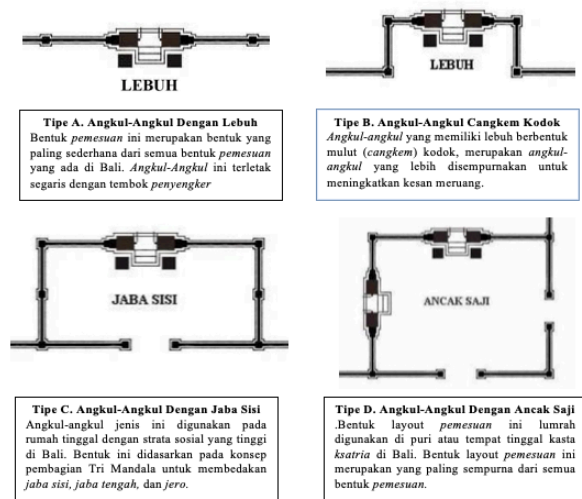 LEBUH
Tipe A. Angkul-Angkul Dengan Lebuh
Bentuk pemesuan ini merupakan bentuk yang
paling sederhana dari semua bentuk pemesuan
yang ada di Bali. Angkul-Angkul ini terletak
segaris dengan tembok penyengker
LEBUH
Tipe B. Angkul-Angkul Cangkem Kodok
Angkul-angkul yang memiliki lebuh berbentuk
mulut (cangkem) kodok, merupakan angkul-
angkul yang lebih disempurnakan untuk
meningkatkan kesan meruang.
JABA SISI
Tipe C. Angkul-Angkul Dengan Jaba Sisi
Angkul-angkul jenis ini digunakan pada
rumah tinggal dengan strata sosial yang tinggi
di Bali. Bentuk ini didasarkan pada konsep
pembagian Tri Mandala untuk membedakan
jaba sisi, jaba tengah, dan jero.
ANCAK SAJI
Tipe D. Angkul-Angkul Dengan Ancak Saji
.Bentuk layout pemesuan ini lumrah
digunakan di puri atau tempat tinggal kasta
ksatria di Bali. Bentuk layout pemesuan ini
merupakan yang paling sempurna dari semua
bentuk pemesuan.